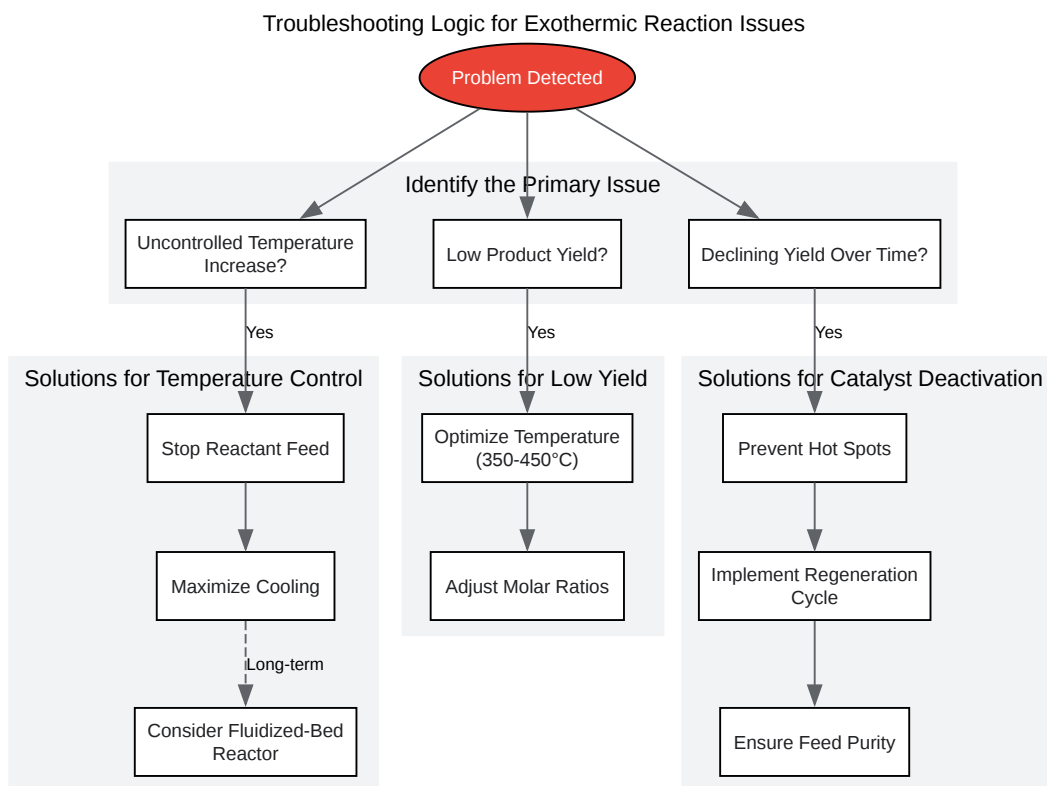 Troubleshooting Logic for Exothermic Reaction Issues
Problem Detected
Identify the Primary Issue
Uncontrolled Temperature
Increase?
Low Product Yield?
Declining Yield Over Time?
Yes
Yes
Yes
Solutions for Temperature Control
Solutions for Low Yield
Solutions for Catalyst Deactivation
Stop Reactant Feed
Optimize Temperature
(350-450°C)
Prevent Hot Spots
Maximize Cooling
Adjust Molar Ratios
Implement Regeneration
Cycle
Long-term
Consider Fluidized-Bed
Reactor
Ensure Feed Purity